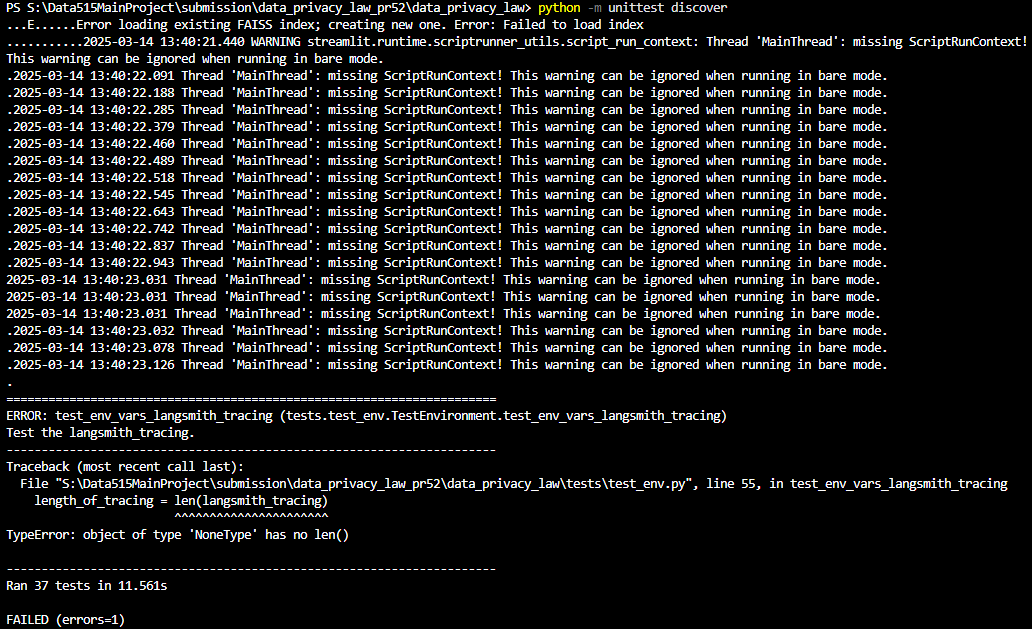 PS S:\Data515MainProject\submission\data_privacy_law_pr52\data_privacy_law> python -m unittest discover
...E......Error loading existing FAISS index; creating new one. Error: Failed to load index
...........2025-03-14 13:40:21.440 WARNING streamlit.runtime.scriptrunner_utils.script_run_context: Thread 'MainThread': missing ScriptRunContext!
This warning can be ignored when running in bare mode.
.2025-03-14 13:40:22.091 Thread 'MainThread': missing ScriptRunContext! This warning can be ignored when running in bare mode.
.2025-03-14 13:40:22.188 Thread 'MainThread': missing ScriptRunContext! This warning can be ignored when running in bare mode.
.2025-03-14 13:40:22.285 Thread 'MainThread': missing ScriptRunContext! This warning can be ignored when running in bare mode.
.2025-03-14 13:40:22.379 Thread 'MainThread': missing ScriptRunContext! This warning can be ignored when running in bare mode.
.2025-03-14 13:40:22.460 Thread 'MainThread': missing ScriptRunContext! This warning can be ignored when running in bare mode.
.2025-03-14 13:40:22.489 Thread 'MainThread': missing ScriptRunContext! This warning can be ignored when running in bare mode.
.2025-03-14 13:40:22.518 Thread 'MainThread': missing ScriptRunContext! This warning can be ignored when running in bare mode.
.2025-03-14 13:40:22.545 Thread 'MainThread': missing ScriptRunContext! This warning can be ignored when running in bare mode.
.2025-03-14 13:40:22.643 Thread 'MainThread': missing ScriptRunContext! This warning can be ignored when running in bare mode.
.2025-03-14 13:40:22.742 Thread 'MainThread': missing ScriptRunContext! This warning can be ignored when running in bare mode.
.2025-03-14 13:40:22.837 Thread 'MainThread': missing ScriptRunContext! This warning can be ignored when running in bare mode.
.2025-03-14 13:40:22.943 Thread 'MainThread': missing ScriptRunContext! This warning can be ignored when running in bare mode.
2025-03-14 13:40:23.031 Thread 'MainThread': missing ScriptRunContext! This warning can be ignored when running in bare mode.
2025-03-14 13:40:23.031 Thread 'MainThread': missing ScriptRunContext! This warning can be ignored when running in bare mode.
2025-03-14 13:40:23.031 Thread 'MainThread': missing ScriptRunContext! This warning can be ignored when running in bare mode.
.2025-03-14 13:40:23.032 Thread 'MainThread': missing ScriptRunContext! This warning can be ignored when running in bare mode.
.2025-03-14 13:40:23.078 Thread 'MainThread': missing ScriptRunContext! This warning can be ignored when running in bare mode.
.2025-03-14 13:40:23.126 Thread 'MainThread': missing ScriptRunContext! This warning can be ignored when running in bare mode.
.
======================================================================
ERROR: test_env_vars_langsmith_tracing (tests.test_env.TestEnvironment.test_env_vars_langsmith_tracing)
Test the langsmith_tracing.
----------------------------------------------------------------------
Traceback (most recent call last):
  File "S:\Data515MainProject\submission\data_privacy_law_pr52\data_privacy_law\tests\test_env.py", line 55, in test_env_vars_langsmith_tracing
    length_of_tracing = len(langsmith_tracing)
                        ^^^^^^^^^^^^^^^^^^^^^^
TypeError: object of type 'NoneType' has no len()

----------------------------------------------------------------------
Ran 37 tests in 11.561s

FAILED (errors=1)